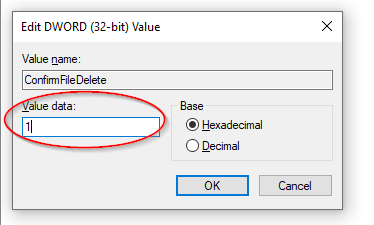 Edit DWORD (32-bit) Value
Value name:
ConfirmFileDelete
Value data:
1
Base
Hexadecimal
Decimal
OK
Cancel